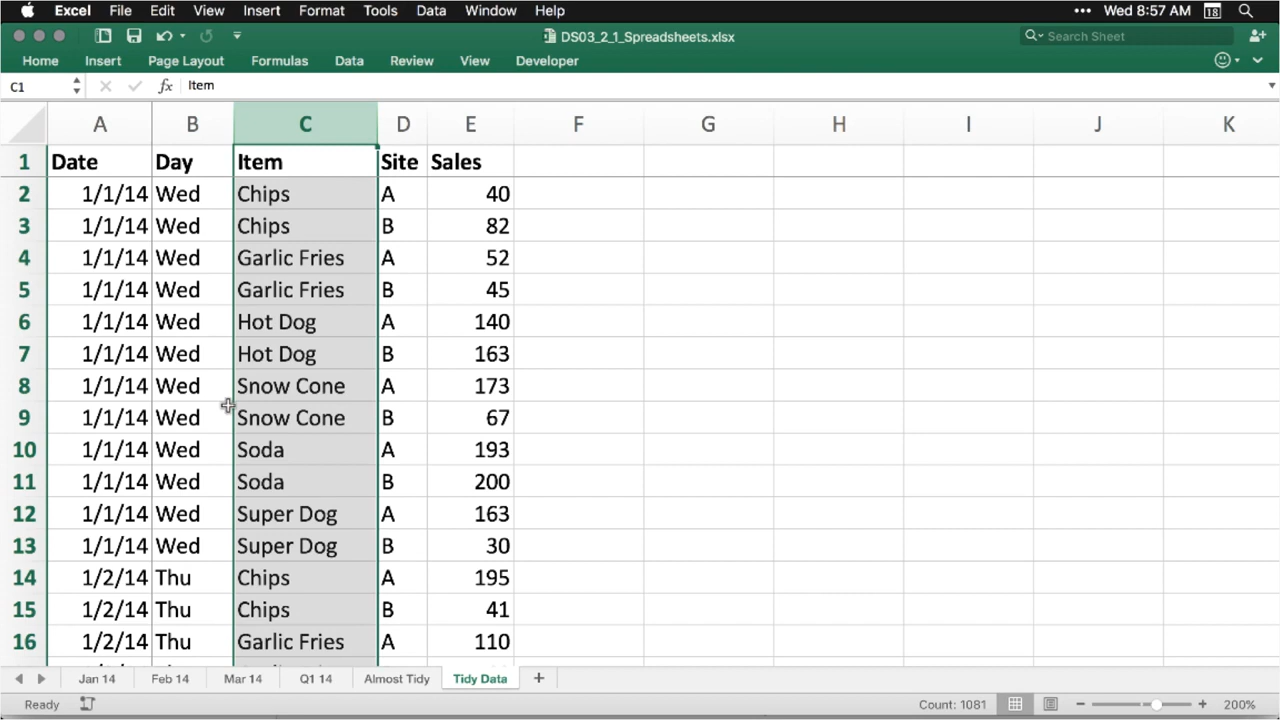 Excel File Edit View Insert Format Tools Data Window Help Wed 8:57 AM 18
DS03_2_1_Spreadsheets.xlsx Search Sheet
Home Insert Page Layout Formulas Data Review View Developer
C1 fx Item
A B C D E F G H I J K
1 Date Day Item Site Sales
2 1/1/14 Wed Chips A 40
3 1/1/14 Wed Chips B 82
4 1/1/14 Wed Garlic Fries A 52
5 1/1/14 Wed Garlic Fries B 45
6 1/1/14 Wed Hot Dog A 140
7 1/1/14 Wed Hot Dog B 163
8 1/1/14 Wed Snow Cone A 173
9 1/1/14 Wed Snow Cone B 67
10 1/1/14 Wed Soda A 193
11 1/1/14 Wed Soda B 200
12 1/1/14 Wed Super Dog A 163
13 1/1/14 Wed Super Dog B 30
14 1/2/14 Thu Chips A 195
15 1/2/14 Thu Chips B 41
16 1/2/14 Thu Garlic Fries A 110
Jan 14 Feb 14 Mar 14 Q1 14 Almost Tidy Tidy Data +
Ready Count: 1081 200%